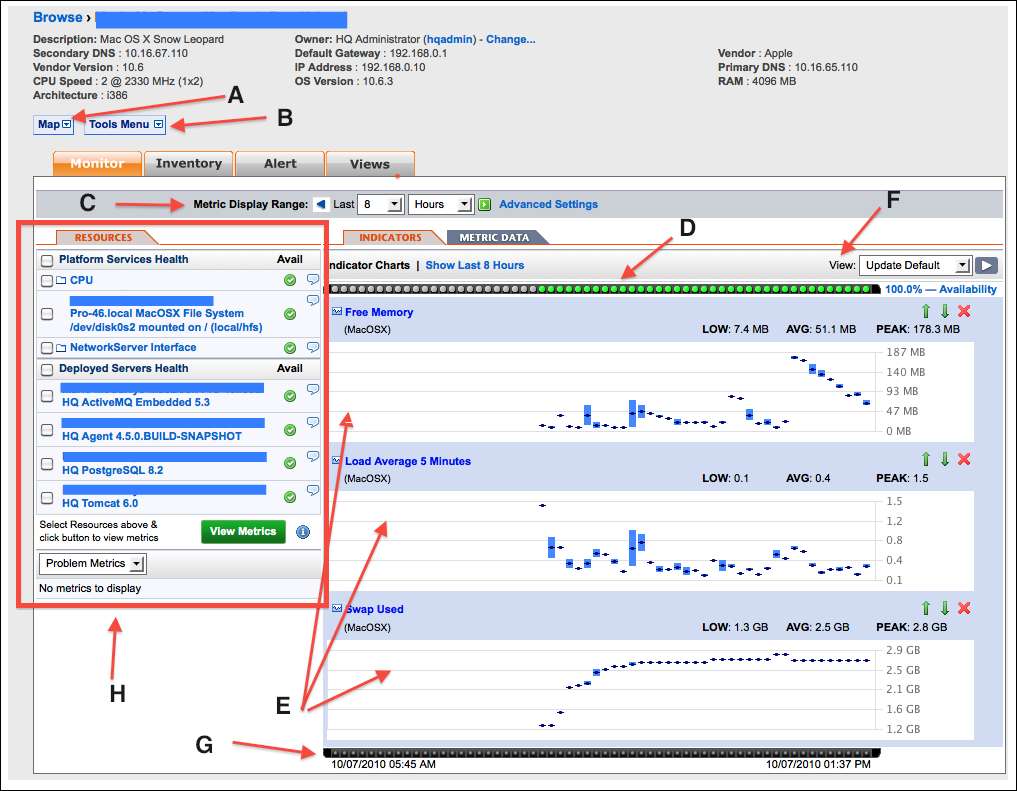 Browse ›
Description: Mac OS X Snow Leopard
Owner: HQ Administrator (hqadmin) - Change...
Secondary DNS : 10.16.67.110
Default Gateway : 192.168.0.1
Vendor : Apple
Vendor Version : 10.6
IP Address : 192.168.0.10
Primary DNS : 10.16.65.110
CPU Speed : 2 @ 2330 MHz (1x2)
OS Version : 10.6.3
RAM : 4096 MB
Architecture : i386
A
B
Map
Tools Menu
Monitor
Inventory
Alert
Views
C
Metric Display Range:
Last
8
Hours
Advanced Settings
F
D
RESOURCES
INDICATORS
METRIC DATA
Platform Services Health
Avail
ndicator Charts | Show Last 8 Hours
View:
Update Default
CPU
100.0% — Availability
Pro-46.local MacOSX File System
/dev/disk0s2 mounted on / (local/hfs)
NetworkServer Interface
Deployed Servers Health
Avail
HQ ActiveMQ Embedded 5.3
HQ Agent 4.5.0.BUILD-SNAPSHOT
HQ PostgreSQL 8.2
HQ Tomcat 6.0
Select Resources above &
click button to view metrics
View Metrics
Problem Metrics
No metrics to display
Free Memory
(MacOSX)
LOW: 7.4 MB
AVG: 51.1 MB
PEAK: 178.3 MB
187 MB
140 MB
93 MB
47 MB
0 MB
Load Average 5 Minutes
(MacOSX)
LOW: 0.1
AVG: 0.4
PEAK: 1.5
1.5
1.2
0.8
0.4
0.1
Swap Used
(MacOSX)
LOW: 1.3 GB
AVG: 2.5 GB
PEAK: 2.8 GB
2.9 GB
2.5 GB
2.1 GB
1.6 GB
1.2 GB
H
E
G
10/07/2010 05:45 AM
10/07/2010 01:37 PM